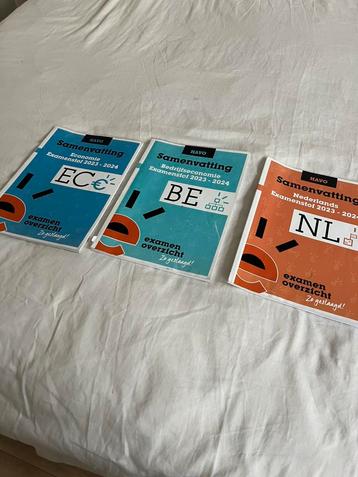 HAVO
Samenvatting
Economie
Examenstof 2023 - 2024
EC€
examen
overzicht
Zo geslaagd!
HAVO
Samenvatting
Bedrijfseconomie
Examenstof 2023 - 2024
BE
examen
overzicht
Zo geslaagd!
HAVO
Samenvatting
Nederlands
Examenstof 2023 - 2024
NL
examen
overzicht
Zo geslaagd!